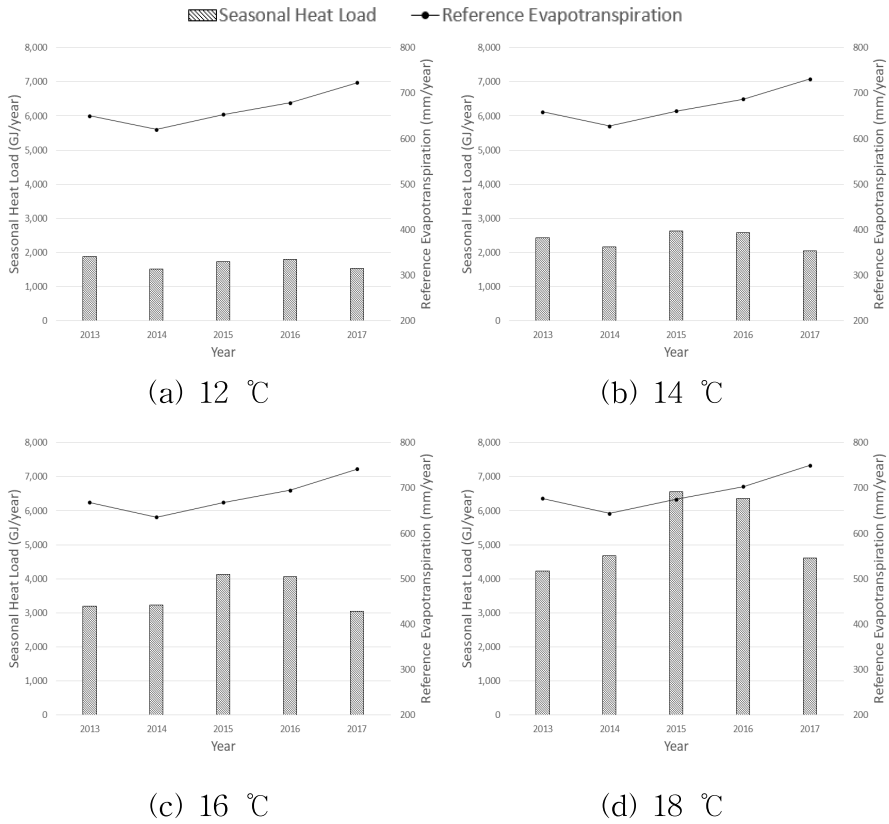 Seasonal Heat Load
Reference Evapotranspiration
Seasonal Heat Load (GJ/year)
8,000
7,000
6,000
5,000
4,000
3,000
2,000
1,000
0
800
700
600
500
400
300
200
Reference Evapotranspiration (mm/year)
2013 2014 2015 2016 2017
Year
(a) 12 ℃
Seasonal Heat Load (GJ/year)
8,000
7,000
6,000
5,000
4,000
3,000
2,000
1,000
0
800
700
600
500
400
300
200
Reference Evapotranspiration (mm/year)
2013 2014 2015 2016 2017
Year
(b) 14 ℃
Seasonal Heat Load (GJ/year)
8,000
7,000
6,000
5,000
4,000
3,000
2,000
1,000
0
800
700
600
500
400
300
200
Reference Evapotranspiration (mm/year)
2013 2014 2015 2016 2017
Year
(c) 16 ℃
Seasonal Heat Load (GJ/year)
8,000
7,000
6,000
5,000
4,000
3,000
2,000
1,000
0
800
700
600
500
400
300
200
Reference Evapotranspiration (mm/year)
2013 2014 2015 2016 2017
Year
(d) 18 ℃